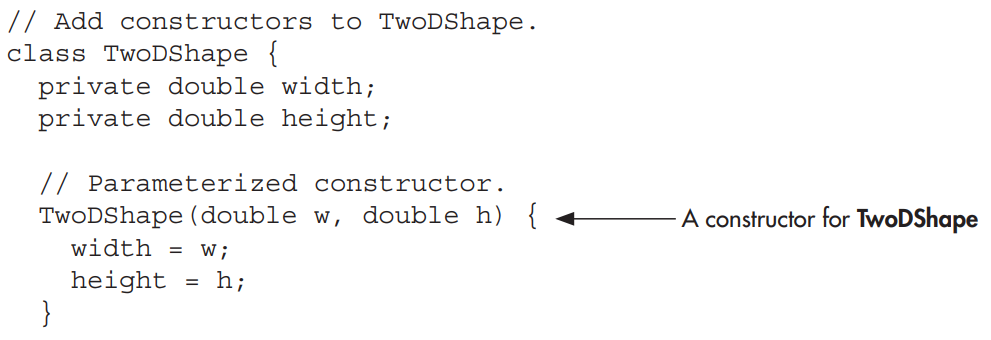 // Add constructors to TwoDShape.
class TwoDShape {
  private double width;
  private double height;

  // Parameterized constructor.
  TwoDShape(double w, double h) { A constructor for TwoDShape
    width = w;
    height = h;
  }